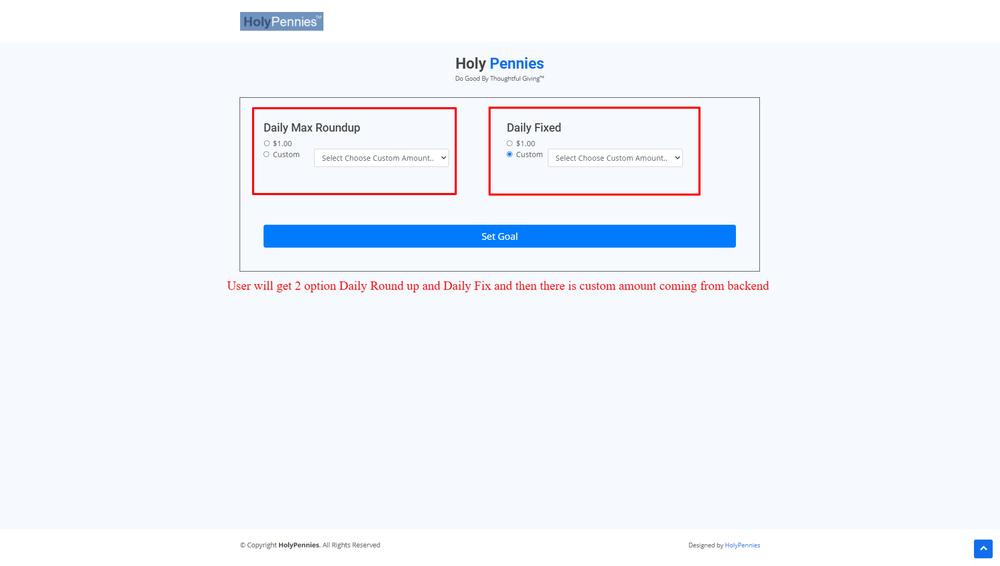 HolyPennies™
Holy Pennies
Do Good By Thoughtful Giving™
Daily Max Roundup
$1.00
Custom
Select Choose Custom Amount..
Daily Fixed
$1.00
Custom
Select Choose Custom Amount..
Set Goal
User will get 2 option Daily Round up and Daily Fix and then there is custom amount coming from backend
© Copyright HolyPennies. All Rights Reserved
Designed by HolyPennies